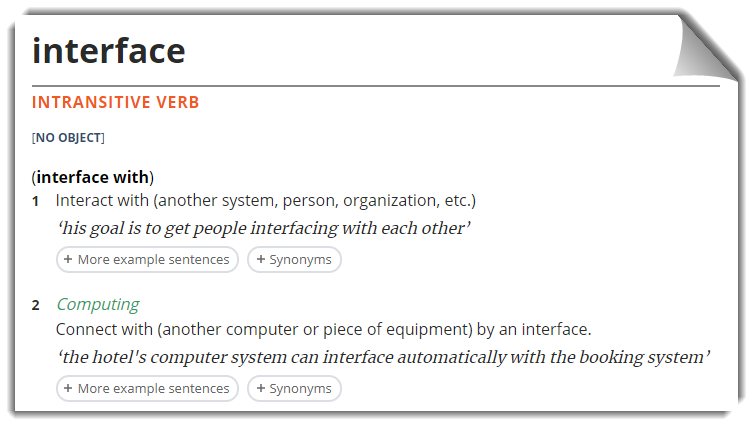 interface
INTRANSITIVE VERB
[NO OBJECT]
(interface with)
1 Interact with (another system, person, organization, etc.)
‘his goal is to get people interfacing with each other’
+ More example sentences + Synonyms
2 Computing
Connect with (another computer or piece of equipment) by an interface.
‘the hotel's computer system can interface automatically with the booking system’
+ More example sentences + Synonyms